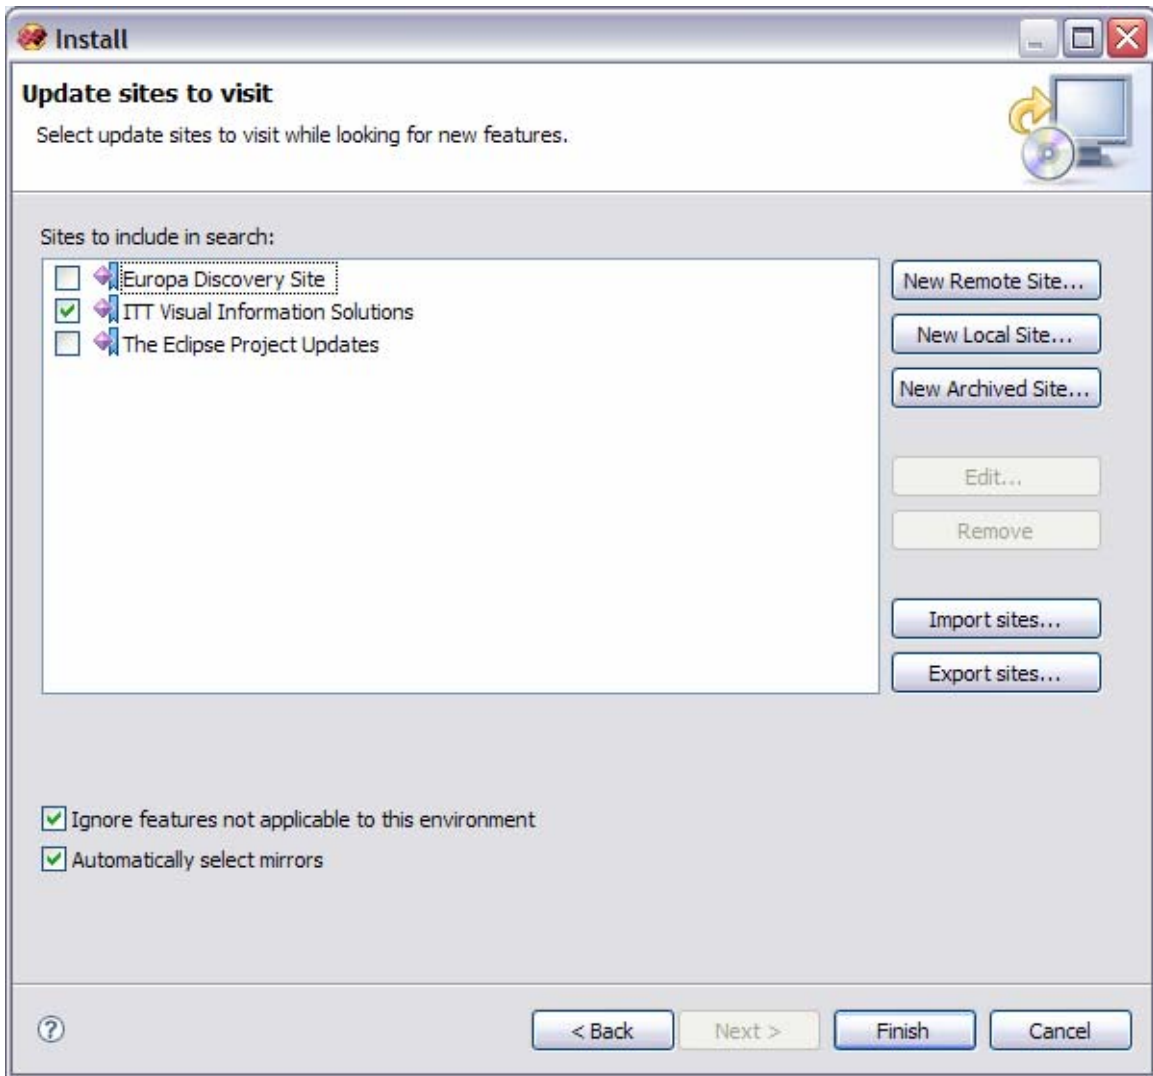 Install
Update sites to visit
Select update sites to visit while looking for new features.
Sites to include in search:
Europa Discovery Site
ITT Visual Information Solutions
The Eclipse Project Updates
New Remote Site...
New Local Site...
New Archived Site...
Edit...
Remove
Import sites...
Export sites...
Ignore features not applicable to this environment
Automatically select mirrors
?
< Back
Next >
Finish
Cancel